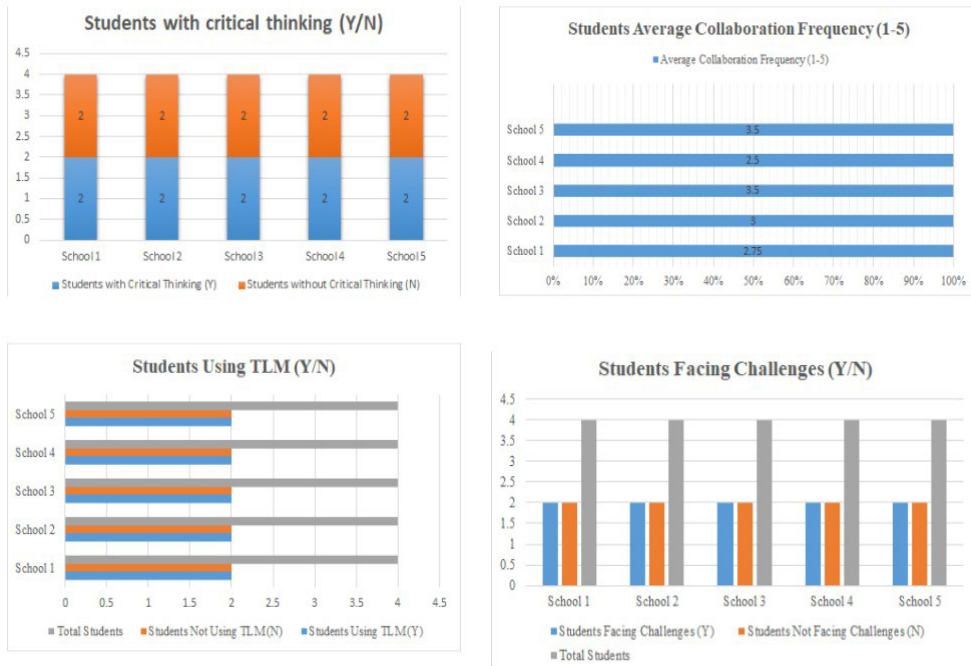 Students with critical thinking (Y/N)
4.5
4
3.5
3
2.5
2
1.5
1
0.5
0
2 2 2 2 2
2 2 2 2 2
School 1 School 2 School 3 School 4 School 5
Students with Critical Thinking (Y) Students without Critical Thinking (N)
Students Average Collaboration Frequency (1-5)
Average Collaboration Frequency (1-5)
School 5 3.5
School 4 2.5
School 3 3.5
School 2 3
School 1 2.75
0% 10% 20% 30% 40% 50% 60% 70% 80% 90% 100%
Students Using TLM (Y/N)
School 5
School 4
School 3
School 2
School 1
0 0.5 1 1.5 2 2.5 3 3.5 4 4.5
Total Students Students Not Using TLM(N) Students Using TLM(Y)
Students Facing Challenges (Y/N)
4.5
4
3.5
3
2.5
2
1.5
1
0.5
0
School 1 School 2 School 3 School 4 School 5
Students Facing Challenges (Y) Students Not Facing Challenges (N)
Total Students